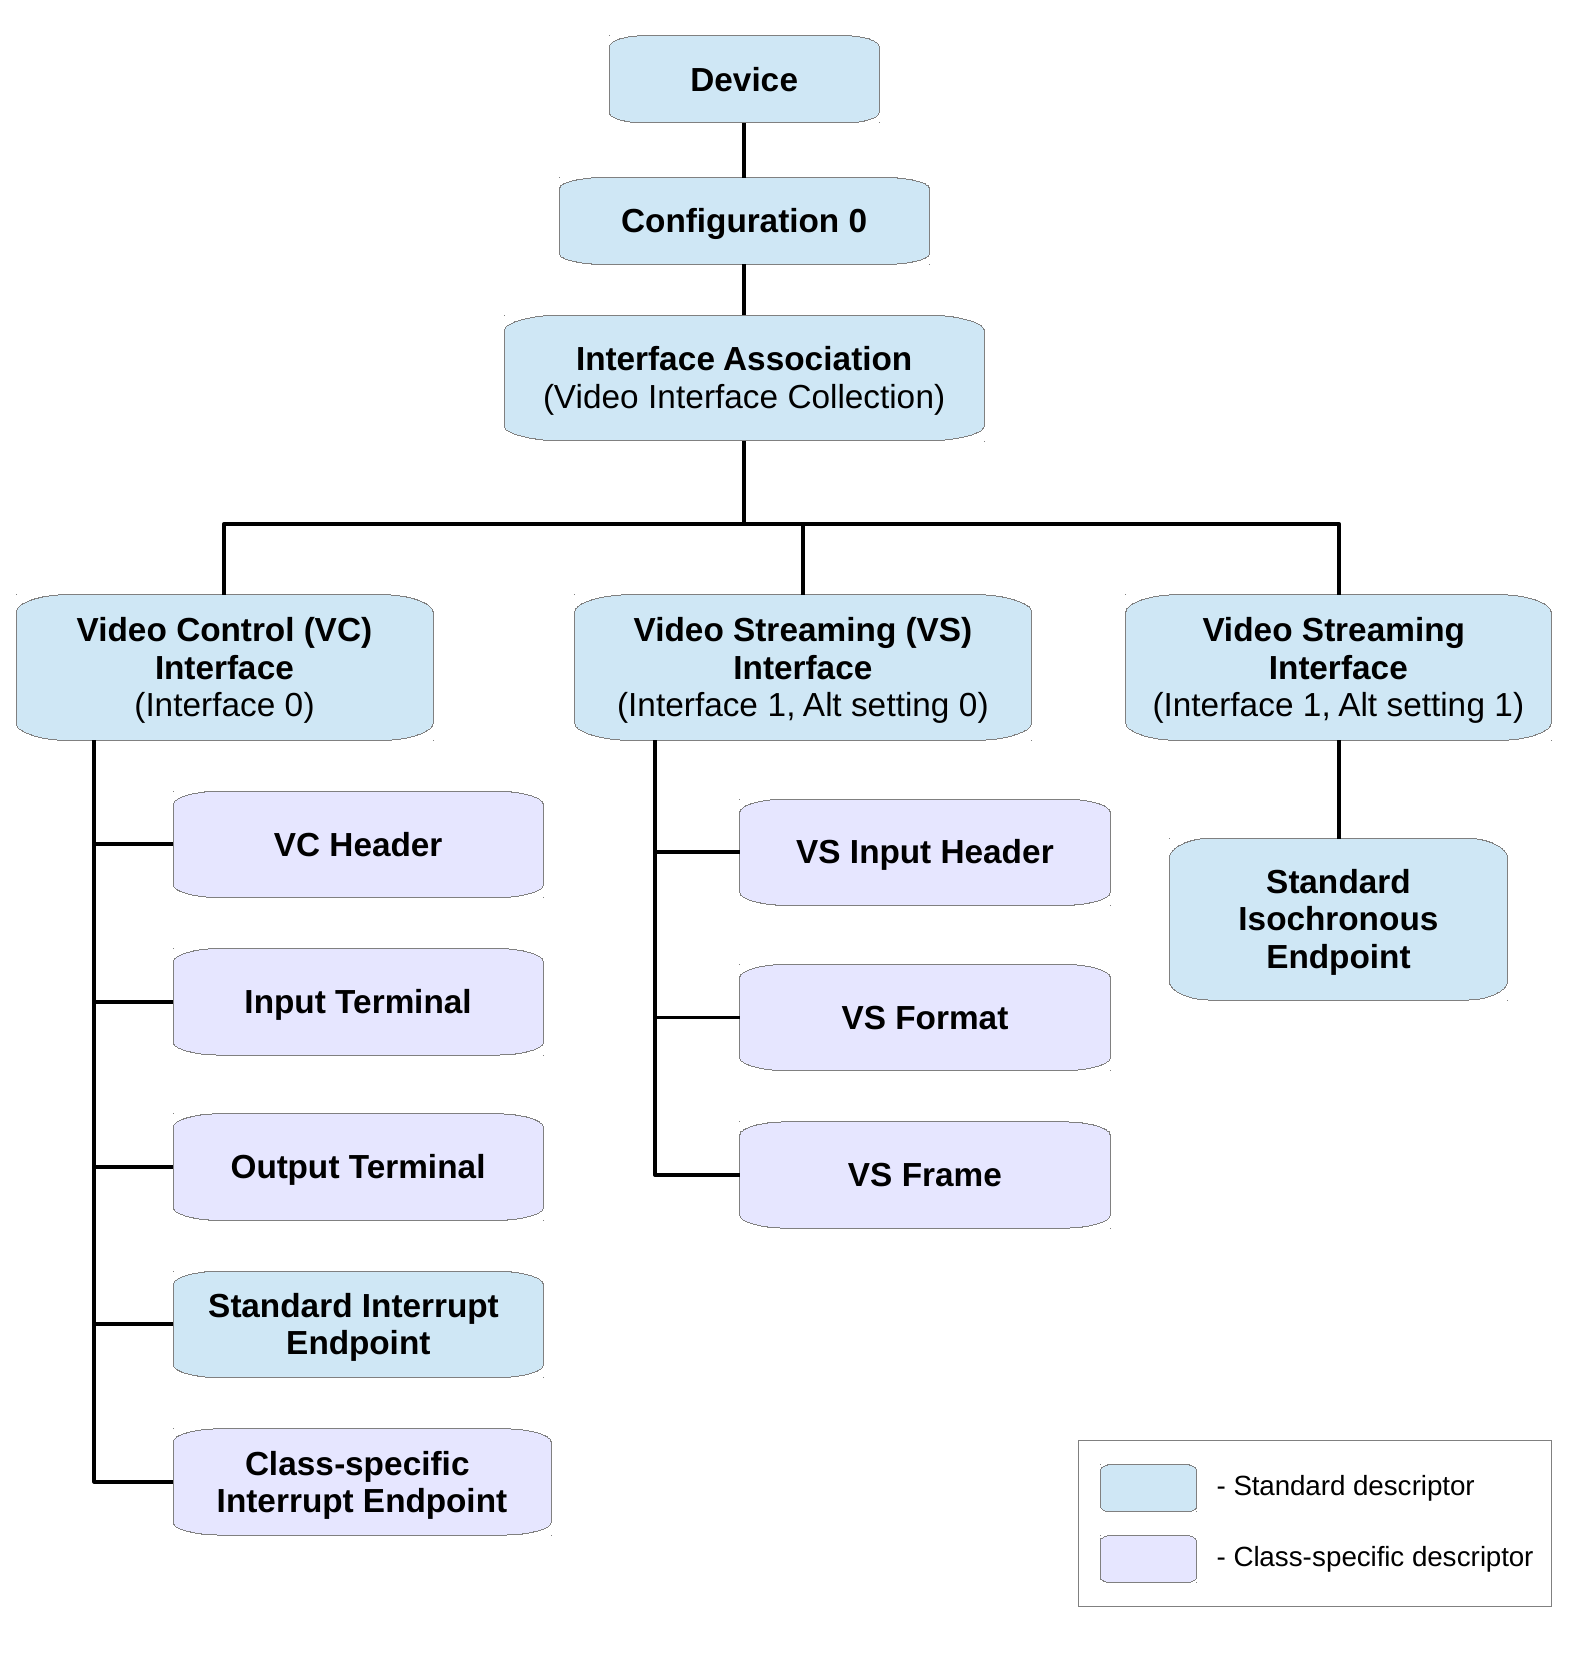 Device
Configuration 0
Interface Association
(Video Interface Collection)
Video Control (VC)
Interface
(Interface 0)
Video Streaming (VS)
Interface
(Interface 1, Alt setting 0)
Video Streaming
Interface
(Interface 1, Alt setting 1)
VC Header
Input Terminal
Output Terminal
Standard Interrupt
Endpoint
Class-specific
Interrupt Endpoint
VS Input Header
VS Format
VS Frame
Standard
Isochronous
Endpoint
- Standard descriptor
- Class-specific descriptor